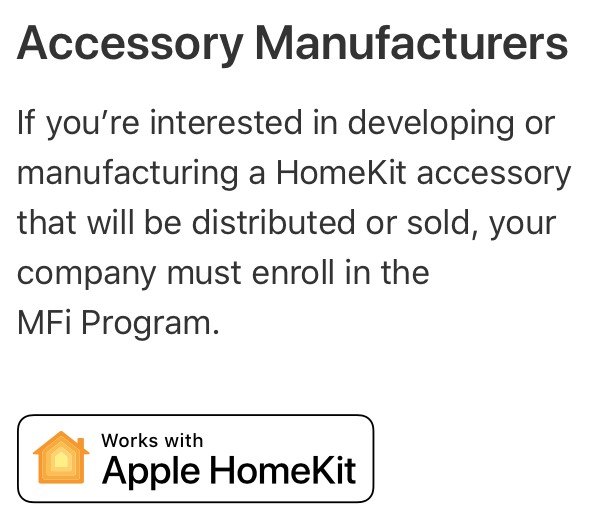 Accessory Manufacturers
If you’re interested in developing or
manufacturing a HomeKit accessory
that will be distributed or sold, your
company must enroll in the
MFi Program.
Works with
Apple HomeKit